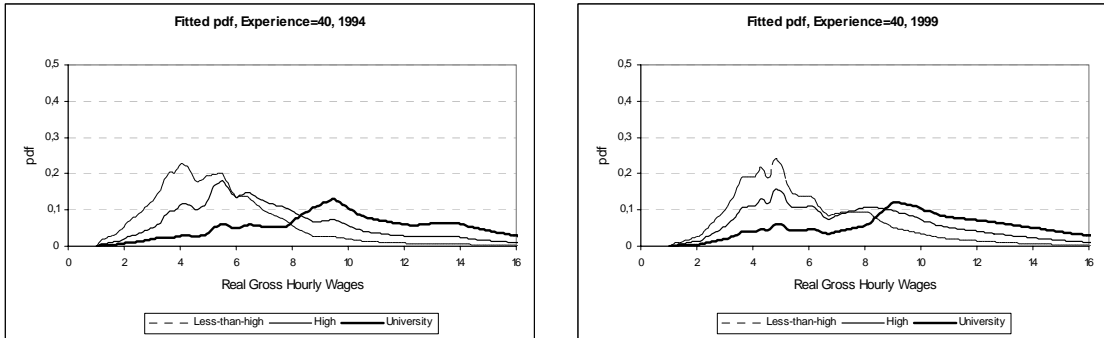 Fitted pdf, Experience=40, 1994
0,5
0,4
0,3
0,2
0,1
0
pdf
0 2 4 6 8 10 12 14 16
Real Gross Hourly Wages
Less-than-high High University
Fitted pdf, Experience=40, 1999
0,5
0,4
0,3
0,2
0,1
0
pdf
0 2 4 6 8 10 12 14 16
Real Gross Hourly Wages
Less-than-high High University